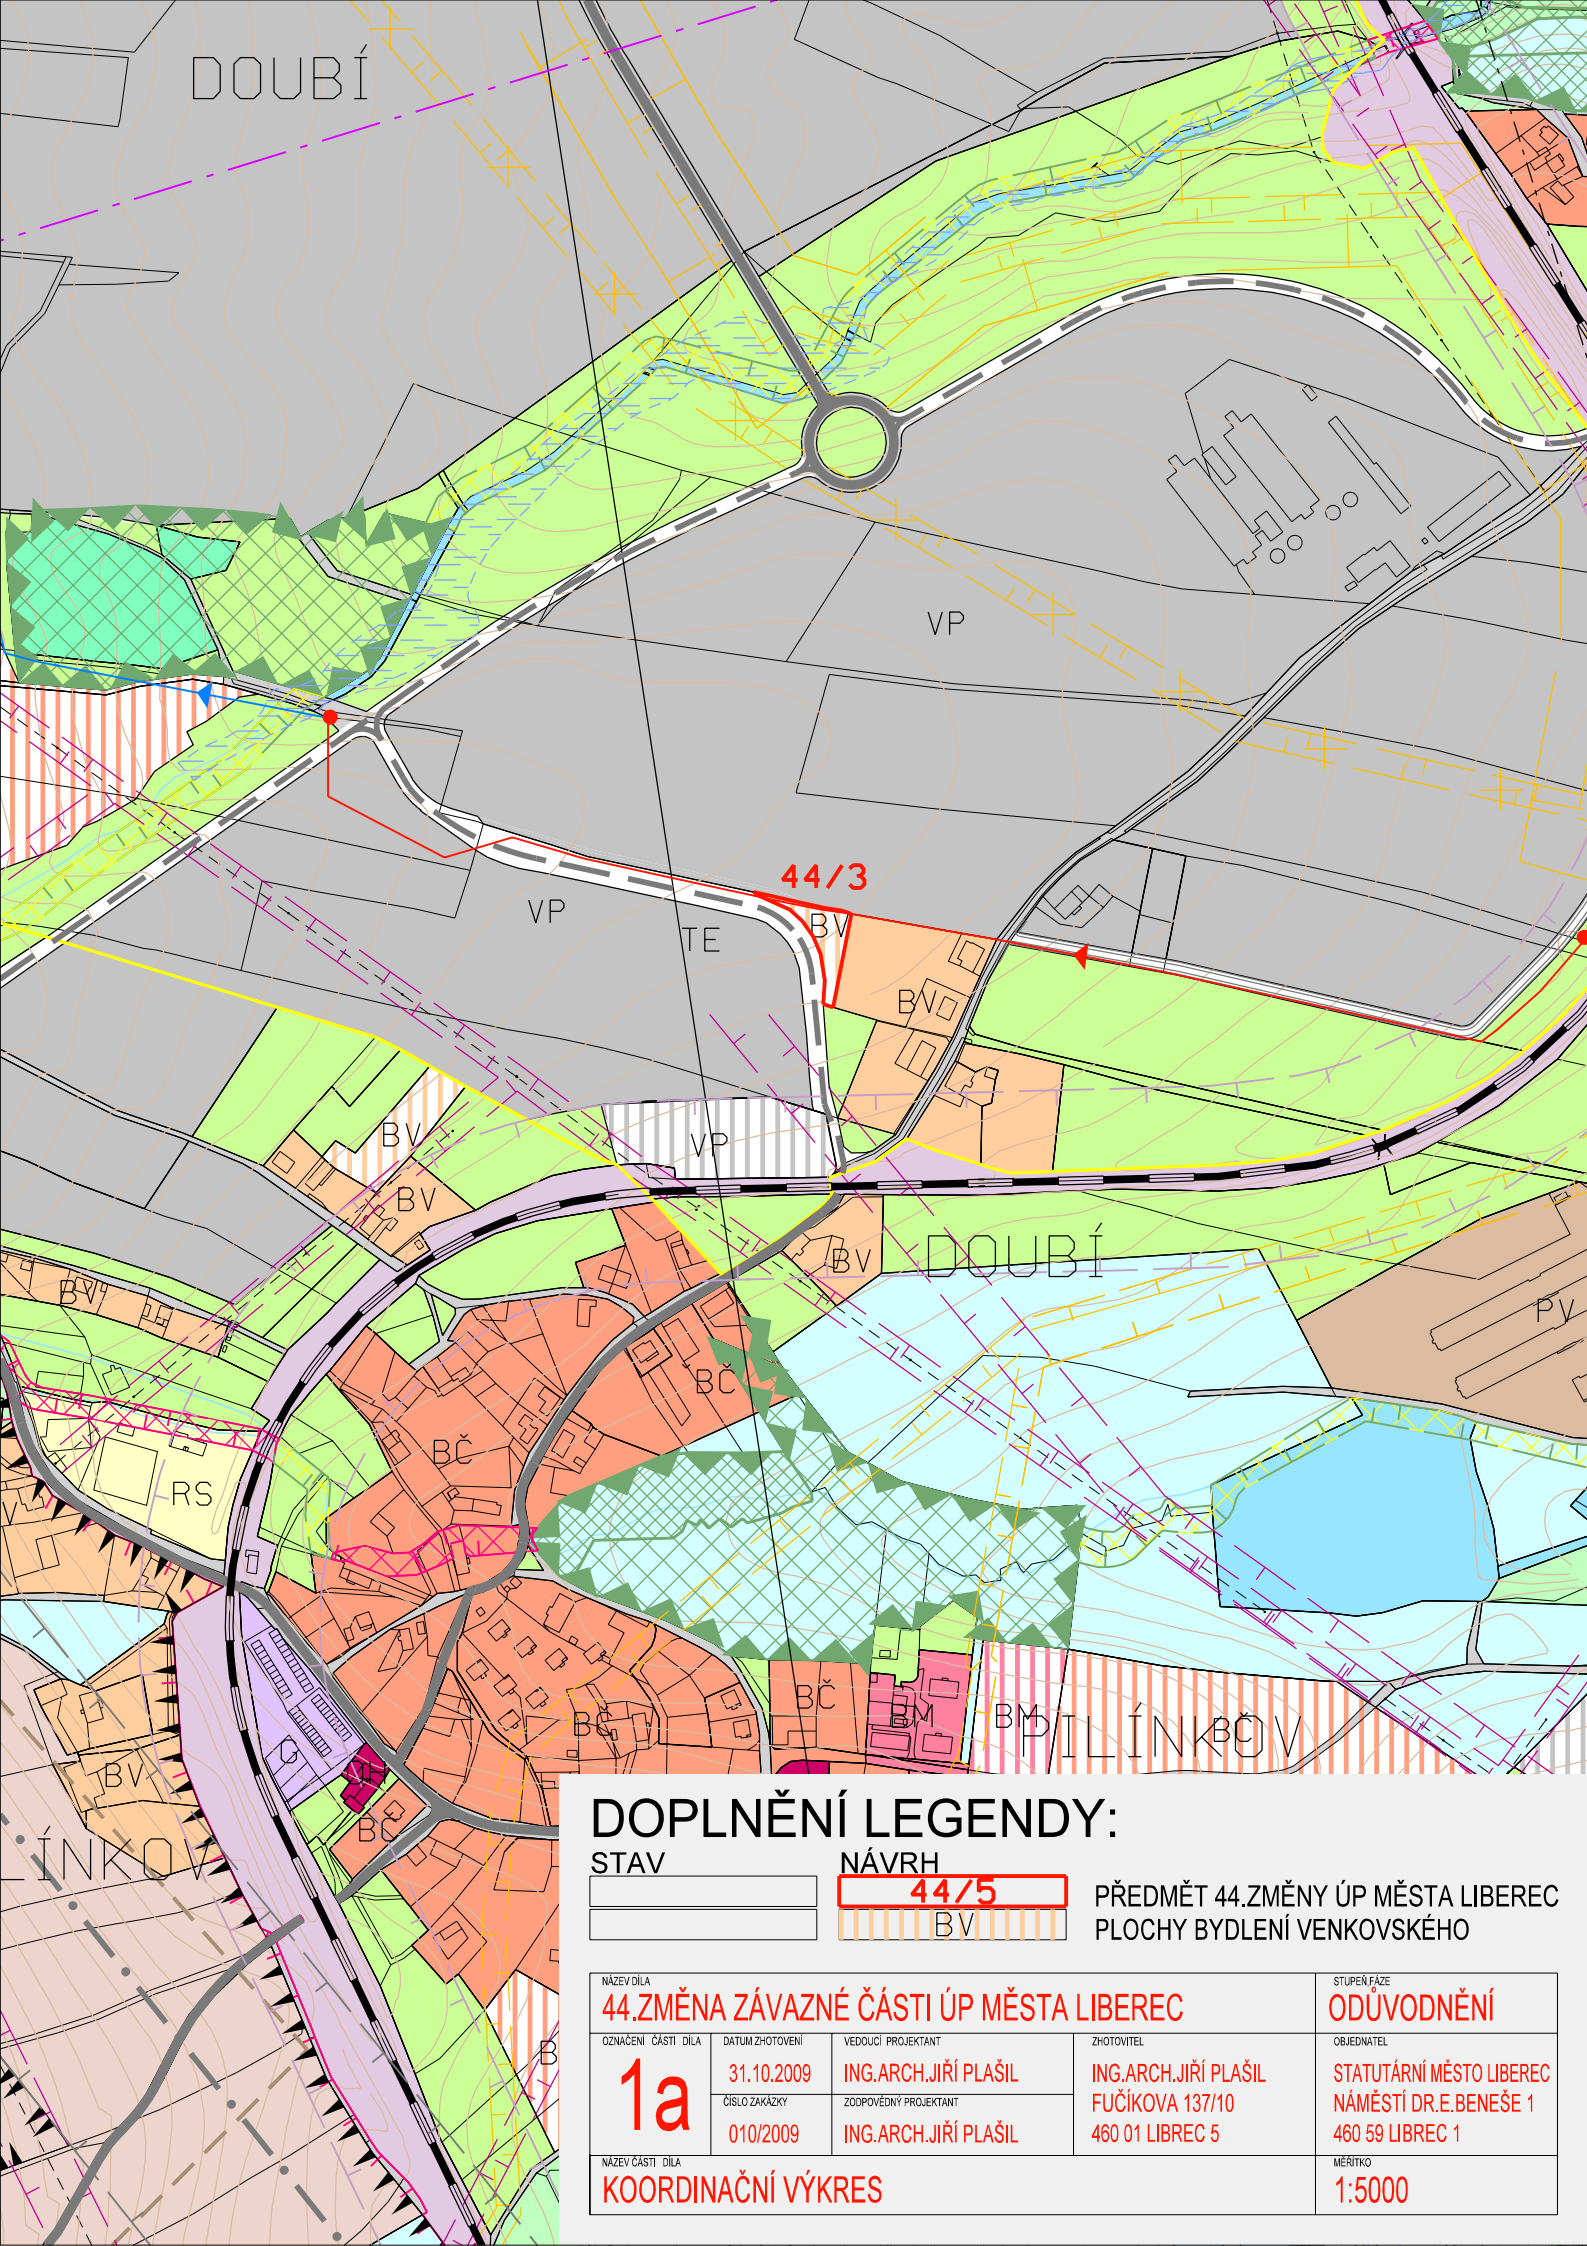 DOUBÍ
VP
44/3
BV
VP
TE
BV
BV
VP
BV
BV
DOUBÍ
BV
PV
BČ
BČ
RS
V
BČ
BM
BM
PILÍNKOV
BČ
BČ
G
BV
BČ
LÍNKOV
B
DOPLNĚNÍ LEGENDY:
STAV
NÁVRH
44/5
PŘEDMĚT 44.ZMĚNY ÚP MĚSTA LIBEREC
BV
PLOCHY BYDLENÍ VENKOVSKÉHO
NÁZEV DÍLA
44.ZMĚNA ZÁVAZNÉ ČÁSTI ÚP MĚSTA LIBEREC
STUPEŇ,FÁZE
ODŮVODNĚNÍ
OZNAČENÍ ČÁSTI DÍLA
1a
DATUM ZHOTOVENÍ
31.10.2009
ČÍSLO ZAKÁZKY
010/2009
VEDOUCÍ PROJEKTANT
ING.ARCH.JIŘÍ PLAŠIL
ZODPOVĚDNÝ PROJEKTANT
ING.ARCH.JIŘÍ PLAŠIL
ZHOTOVITEL
ING.ARCH.JIŘÍ PLAŠIL
FUČÍKOVA 137/10
460 01 LIBREC 5
OBJEDNATEL
STATUTÁRNÍ MĚSTO LIBEREC
NÁMĚSTÍ DR.E.BENEŠE 1
460 59 LIBREC 1
NÁZEV ČÁSTI DÍLA
KOORDINAČNÍ VÝKRES
MĚŘÍTKO
1:5000